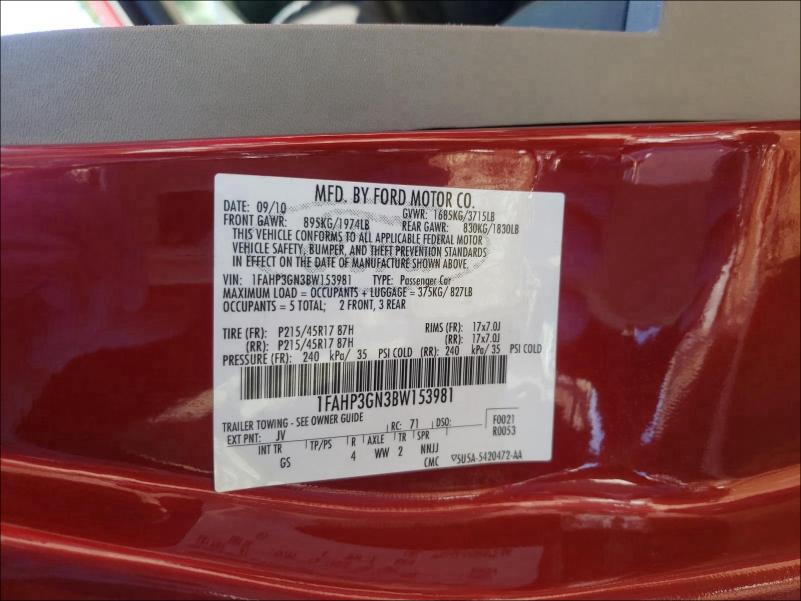 MFD. BY FORD MOTOR CO.
DATE: 09/10 GVWR: 1685KG/3715LB
FRONT GAWR: 895KG/1974LB REAR GAWR: 830KG/1830LB
THIS VEHICLE CONFORMS TO ALL APPLICABLE FEDERAL MOTOR
VEHICLE SAFETY, BUMPER, AND THEFT PREVENTION STANDARDS
IN EFFECT ON THE DATE OF MANUFACTURE SHOWN ABOVE.
VIN: 1FAHP3GN3BW153981 TYPE: Passenger Car
MAXIMUM LOAD = OCCUPANTS + LUGGAGE = 375KG/ 827LB
OCCUPANTS = 5 TOTAL; 2 FRONT, 3 REAR
TIRE (FR): P215/45R17 87H RIMS (FR): 17x7.0J
(RR): P215/45R17 87H (RR): 17x7.0J
PRESSURE (FR): 240 kPa/ 35 PSI COLD (RR): 240 kPa/ 35 PSI COLD
1FAHP3GN3BW153981
TRAILER TOWING - SEE OWNER GUIDE RC: 71 DSO: F0021
EXT PNT: JV R0053
INT TR TP/PS R AXLE TR SPR
GS 4 WW 2 NNJJ
CMC 5U5A-5420472-AA